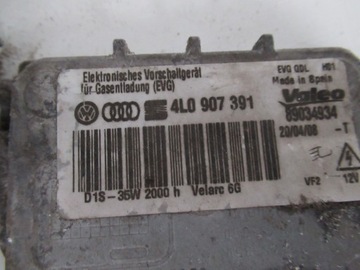 Elektronisches Vorschaltgerät
für Gasentladung (EVG)
4L0 907 391
D1S-35W 2000 h Velarc 6G
EVG GDL
Made in Spain
Valeo
89034934
20/04/06 -T
VF2 12V